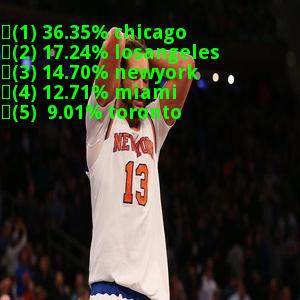 (1) 36.35% chicago
(2) 17.24% losangeles
(3) 14.70% newyork
(4) 12.71% miami
(5) 9.01% toronto
NEW YORK
13